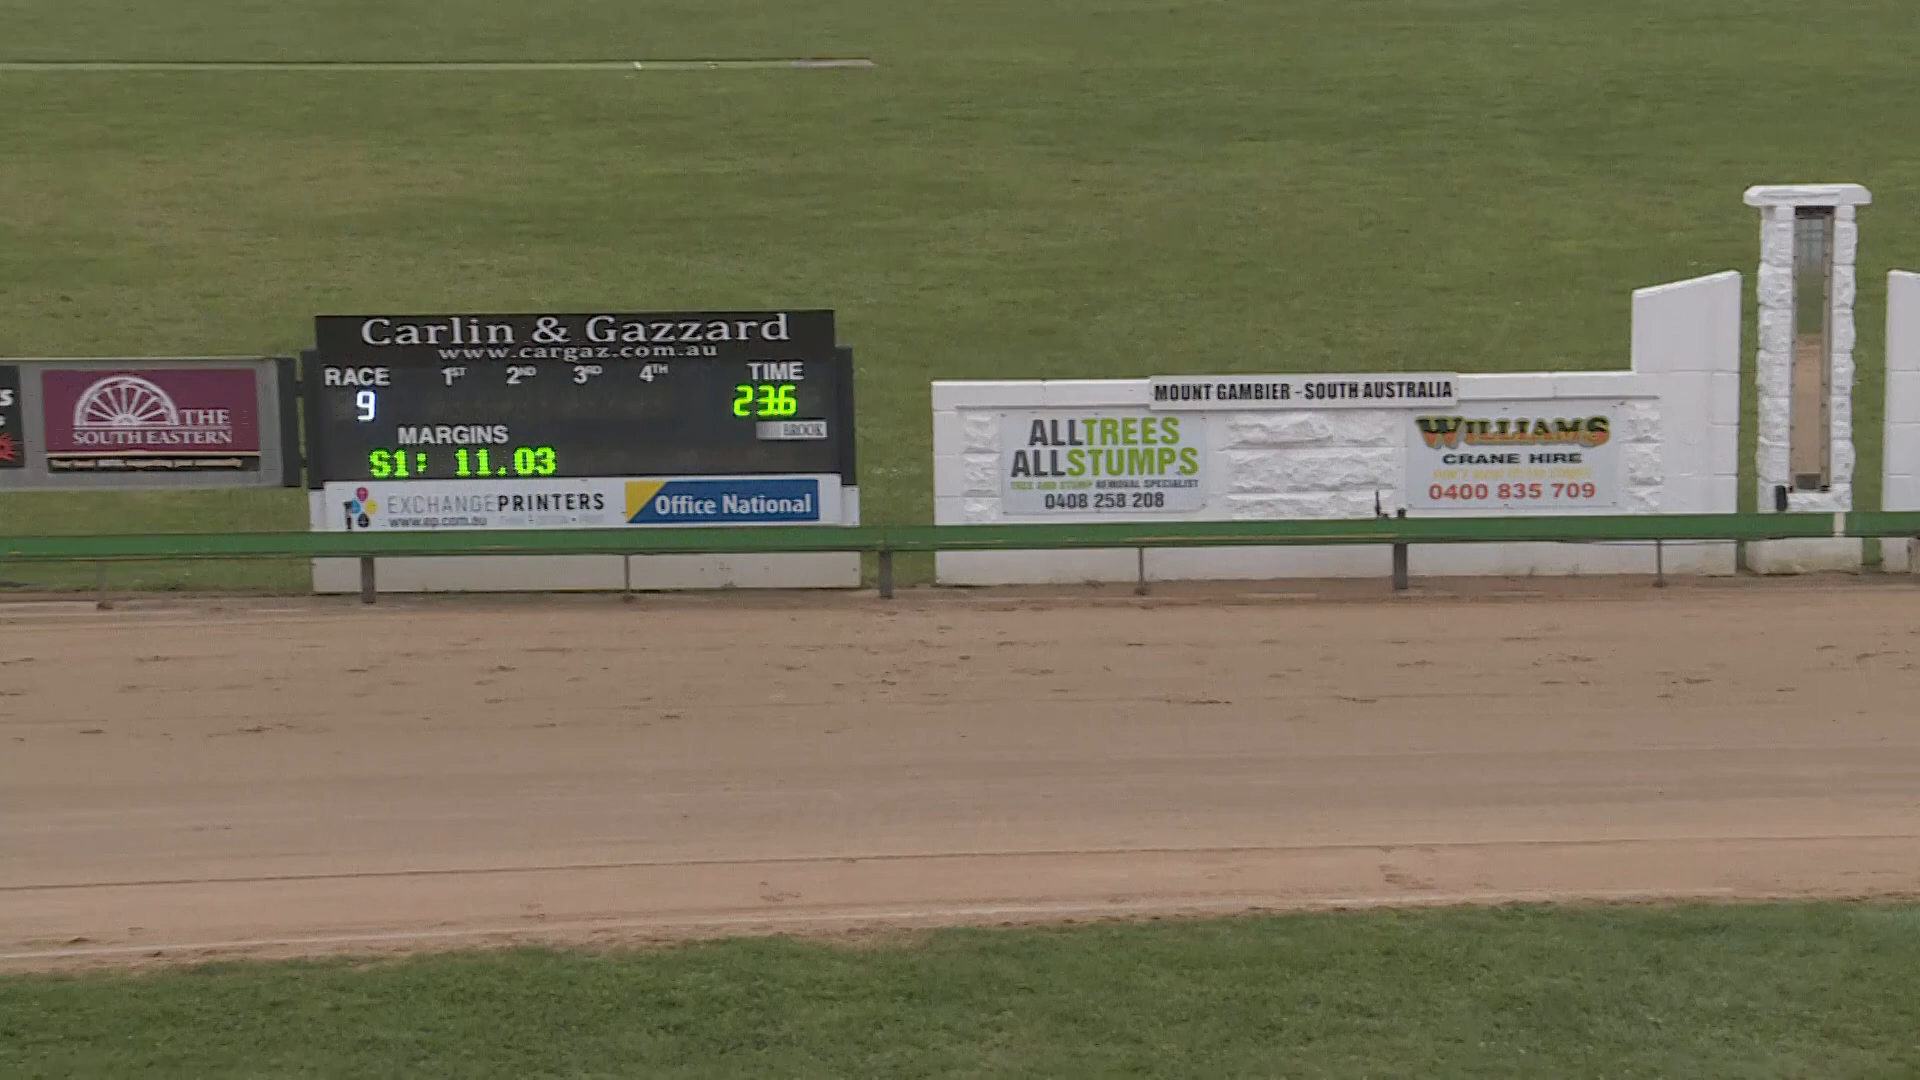 Carlin & Gazzard
www.cargaz.com.au
RACE 1ST 2ND 3RD 4TH TIME
9 23.6
BROOK
MARGINS
S1: 11.03
EXCHANGEPRINTERS
www.ep.com.au
Office National
THE
SOUTH EASTERN
MOUNT GAMBIER - SOUTH AUSTRALIA
ALLTREES
ALLSTUMPS
TREE AND STUMP REMOVAL SPECIALIST
0408 258 208
WILLIAMS
CRANE HIRE
0400 835 709